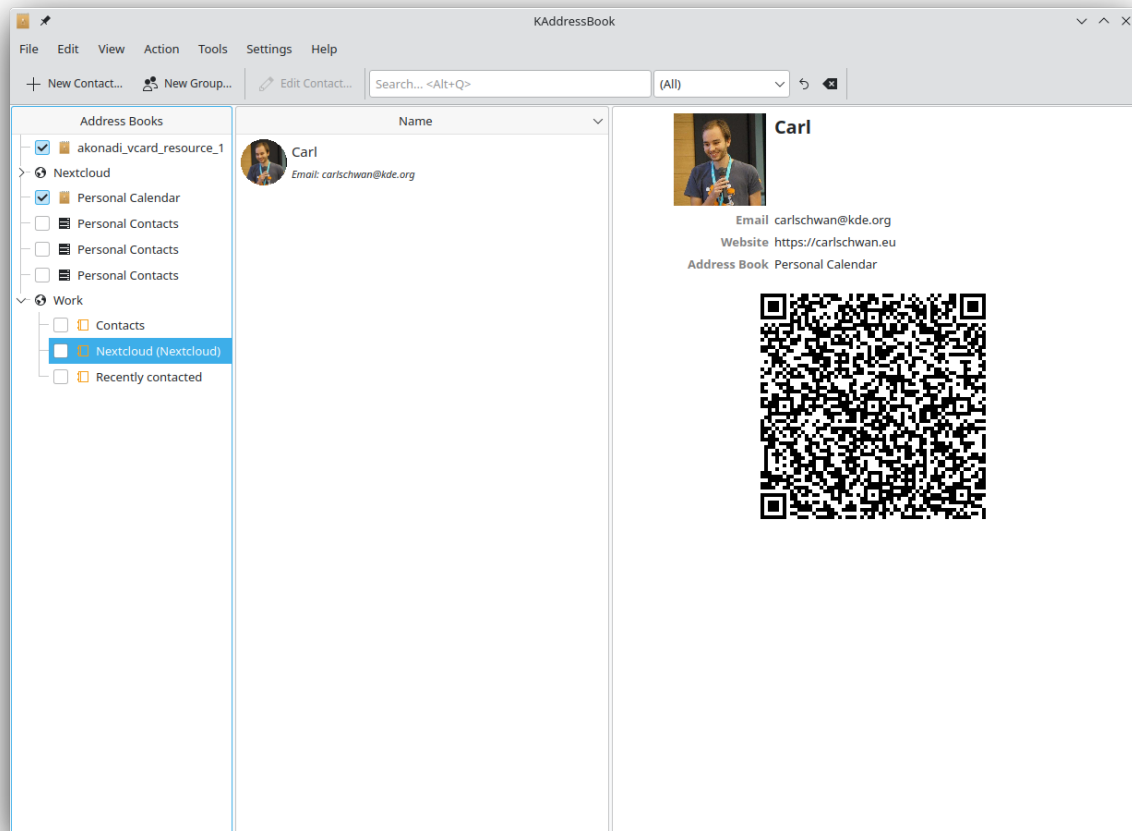 KAddressBook
File Edit View Action Tools Settings Help
New Contact... New Group... Edit Contact... Search... <Alt+Q> (All)
Address Books
akonadi_vcard_resource_1
Nextcloud
Personal Calendar
Personal Contacts
Personal Contacts
Personal Contacts
Work
Contacts
Nextcloud (Nextcloud)
Recently contacted
Name
Carl
Email: carlschwan@kde.org
Carl
Email carlschwan@kde.org
Website https://carlschwan.eu
Address Book Personal Calendar